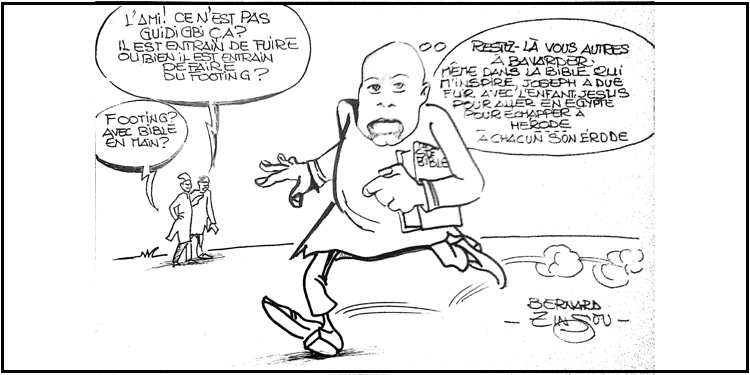 L'AMI! CE N'EST PAS
GUIDIGBI ÇA?
IL EST ENTRAIN DE FUIRE
OU BIEN IL EST ENTRAIN
DE FAIRE
DU FOOTING?
FOOTING?
AVEC BIBLE
EN MAIN?
RESTEZ-LÀ VOUS AUTRES
A BAVARDER.
MÊME DANS LA BIBLE QUI
M'INSPIRE, JOSEPH A DUE
FUIR AVEC L'ENFANT JESUS
POUR ALLER EN EGYPTE
POUR ECHAPPER A
HERODE
À CHACUN SON ÉRODE
BIBLE
BERNARD
- ZINSOU -